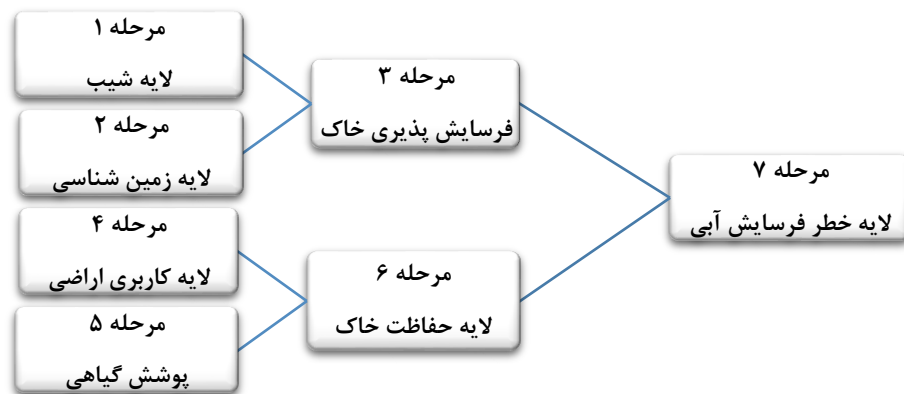 مرحله ۱
لایه شیب
مرحله ۲
لایه زمین شناسی
مرحله ۳
فرسایش پذیری خاک
مرحله ۴
لایه کاربری اراضی
مرحله ۵
پوشش گیاهی
مرحله ۶
لایه حفاظت خاک
مرحله ۷
لایه خطر فرسایش آبی